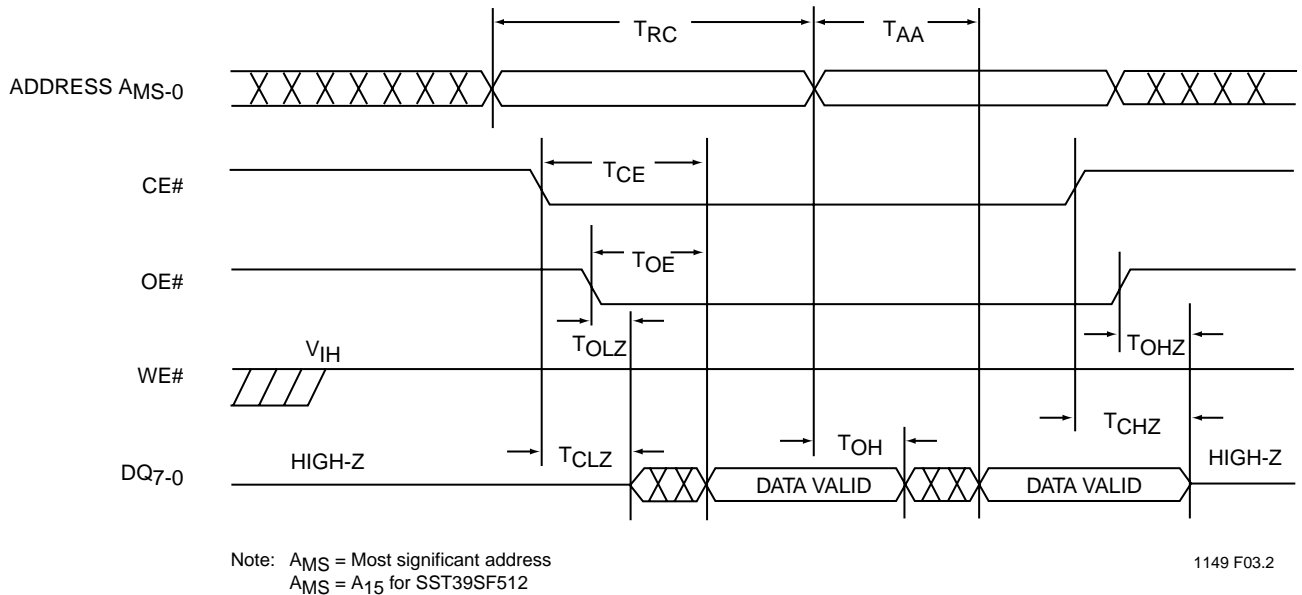 TRC TAA
ADDRESS AMS-0
TCE
CE#
TOE
OE#
TOLZ TOHZ
VIH
WE#
TCHZ
HIGH-Z TCLZ TOH HIGH-Z
DQ7-0
DATA VALID DATA VALID
Note: AMS = Most significant address
AMS = A15 for SST39SF512
1149 F03.2